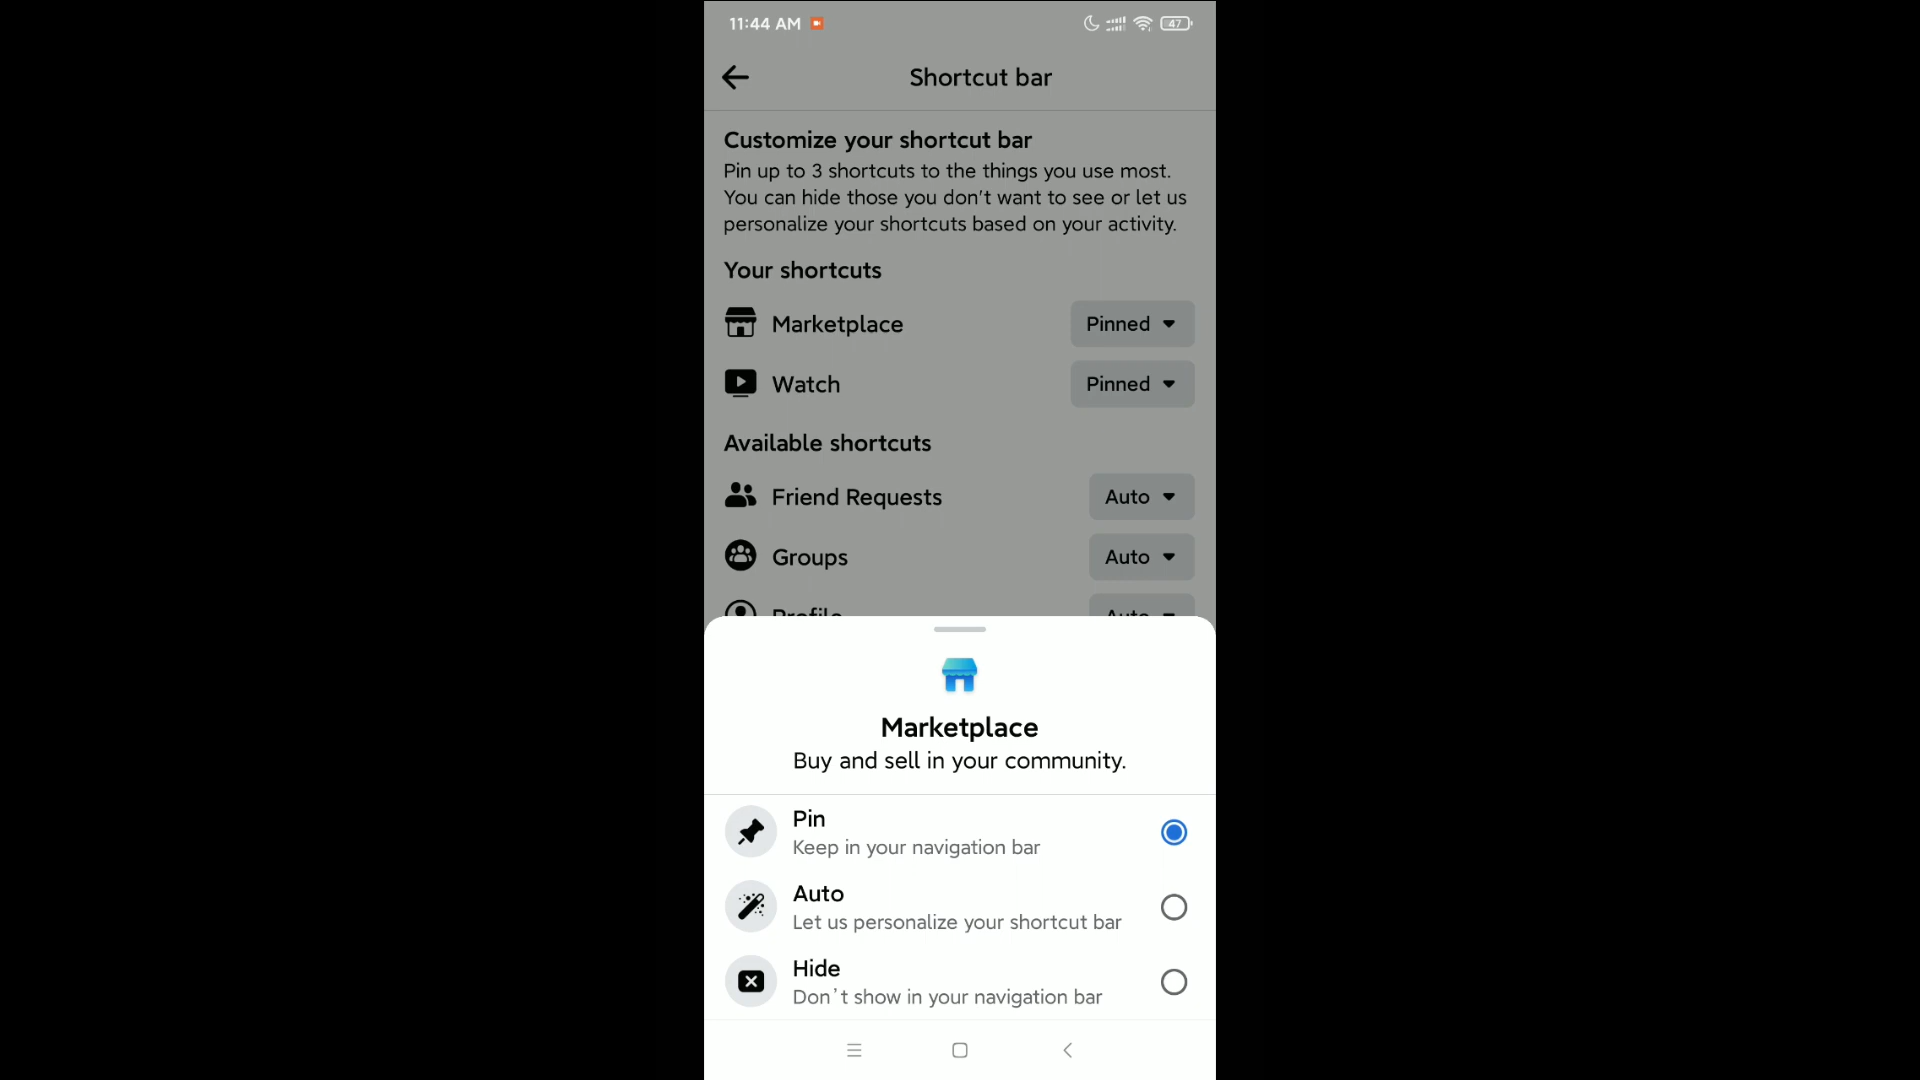 11:44 AM
47
Shortcut bar
Customize your shortcut bar
Pin up to 3 shortcuts to the things you use most.
You can hide those you don't want to see or let us
personalize your shortcuts based on your activity.
Your shortcuts
Marketplace
Pinned
Watch
Pinned
Available shortcuts
Friend Requests
Auto
Groups
Auto
Profile
Auto
Marketplace
Buy and sell in your community.
Pin
Keep in your navigation bar
Auto
Let us personalize your shortcut bar
Hide
Don't show in your navigation bar